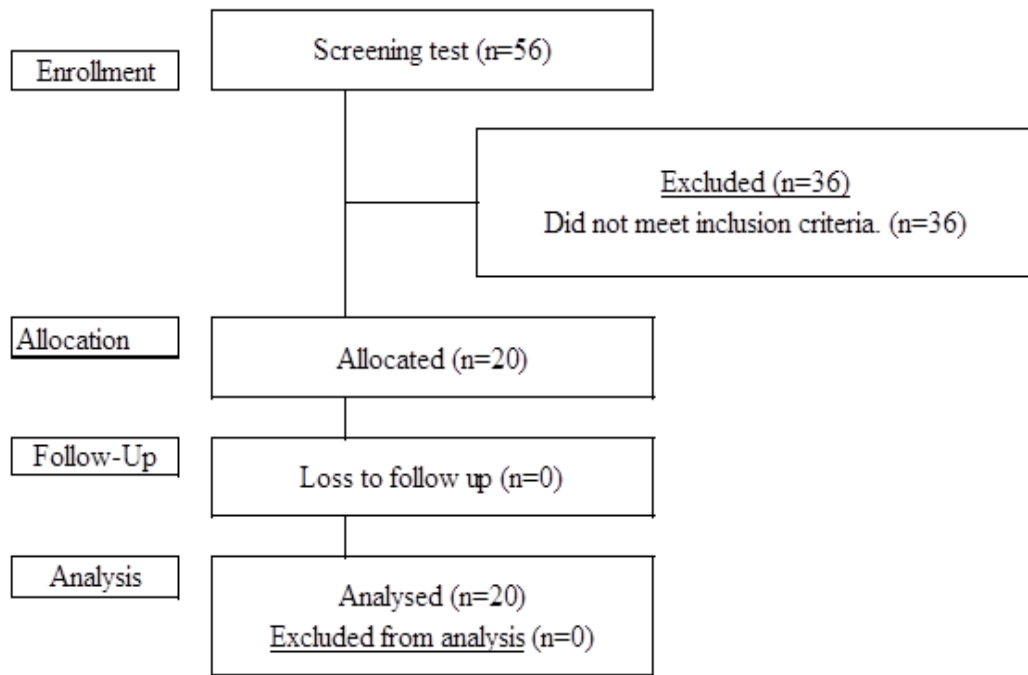 Enrollment
Screening test (n=56)
Excluded (n=36)
Did not meet inclusion criteria. (n=36)
Allocation
Allocated (n=20)
Follow-Up
Loss to follow up (n=0)
Analysis
Analysed (n=20)
Excluded from analysis (n=0)